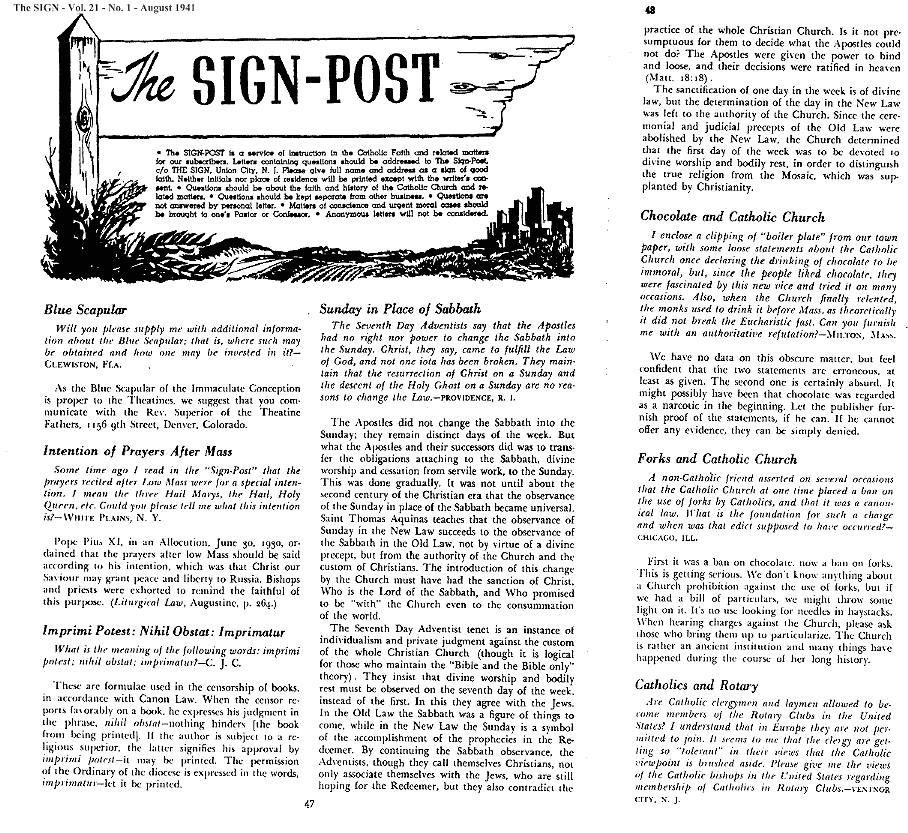 The SIGN - Vol. 21 - No. 1 - August 1941
The SIGN-POST
• The SIGN-POST is a service of instruction in the Catholic Faith and related matters
for our subscribers. Letters containing questions should be addressed to The Sign-Post,
c/o THE SIGN, Union City, N. J. Please give full name and address as a sign of good
faith. Neither initials nor place of residence will be printed except with the writer's con-
sent. • Questions should be about the faith and history of the Catholic Church and re-
lated matters. • Questions should be kept separate from other business. • Questions are
not answered by personal letter. • Matters of conscience and urgent moral cases should
be brought to one's Pastor or Confessor. • Anonymous letters will not be considered.
Blue Scapular
Will you please supply me with additional informa-
tion about the Blue Scapular; that is, where such may
be obtained and how one may be invested in it?—
CLEWISTON, FLA.
As the Blue Scapular of the Immaculate Conception
is proper to the Theatines, we suggest that you com-
municate with the Rev. Superior of the Theatine
Fathers, 1156 9th Street, Denver, Colorado.
Intention of Prayers After Mass
Some time ago I read in the "Sign-Post" that the
prayers recited after Low Mass were for a special inten-
tion. I mean the three Hail Marys, the Hail, Holy
Queen, etc. Could you please tell me what this intention
is?—WHITE PLAINS, N. Y.
Pope Pius XI, in an Allocution, June 30, 1930, or-
dained that the prayers after low Mass should be said
according to his intention, which was that Christ our
Saviour may grant peace and liberty to Russia. Bishops
and priests were exhorted to remind the faithful of
this purpose. (Liturgical Law, Augustine, p. 264.)
Imprimi Potest: Nihil Obstat: Imprimatur
What is the meaning of the following words: imprimi
potest; nihil obstat; imprimatur?—C. J. C.
These are formulae used in the censorship of books,
in accordance with Canon Law. When the censor re-
ports favorably on a book, he expresses his judgment in
the phrase, nihil obstat—nothing hinders [the book
from being printed]. If the author is subject to a re-
ligious superior, the latter signifies his approval by
imprimi potest—it may be printed. The permission
of the Ordinary of the diocese is expressed in the words,
imprimatur—let it be printed.
Sunday in Place of Sabbath
The Seventh Day Adventists say that the Apostles
had no right nor power to change the Sabbath into
the Sunday. Christ, they say, came to fulfill the Law
of God, and not one iota has been broken. They main-
tain that the resurrection of Christ on a Sunday and
the descent of the Holy Ghost on a Sunday are no rea-
sons to change the Law.—PROVIDENCE, R. I.
The Apostles did not change the Sabbath into the
Sunday; they remain distinct days of the week. But
what the Apostles and their successors did was to trans-
fer the obligations attaching to the Sabbath, divine
worship and cessation from servile work, to the Sunday.
This was done gradually. It was not until about the
second century of the Christian era that the observance
of the Sunday in place of the Sabbath became universal.
Saint Thomas Aquinas teaches that the observance of
Sunday in the New Law succeeds to the observance of
the Sabbath in the Old Law, not by virtue of a divine
precept, but from the authority of the Church and the
custom of Christians. The introduction of this change
by the Church must have had the sanction of Christ,
Who is the Lord of the Sabbath, and Who promised
to be "with" the Church even to the consummation
of the world.
The Seventh Day Adventist tenet is an instance of
individualism and private judgment against the custom
of the whole Christian Church (though it is logical
for those who maintain the "Bible and the Bible only"
theory). They insist that divine worship and bodily
rest must be observed on the seventh day of the week,
instead of the first. In this they agree with the Jews.
In the Old Law the Sabbath was a figure of things to
come, while in the New Law the Sunday is a symbol
of the accomplishment of the prophecies in the Re-
deemer. By continuing the Sabbath observance, the
Adventists, though they call themselves Christians, not
only associate themselves with the Jews, who are still
hoping for the Redeemer, but they also contradict the
47
48
practice of the whole Christian Church. Is it not pre-
sumptuous for them to decide what the Apostles could
not do? The Apostles were given the power to bind
and loose, and their decisions were ratified in heaven
(Matt. 18:18).
The sanctification of one day in the week is of divine
law, but the determination of the day in the New Law
was left to the authority of the Church. Since the cere-
monial and judicial precepts of the Old Law were
abolished by the New Law, the Church determined
that the first day of the week was to be devoted to
divine worship and bodily rest, in order to distinguish
the true religion from the Mosaic, which was sup-
planted by Christianity.
Chocolate and Catholic Church
I enclose a clipping of "boiler plate" from our town
paper, with some loose statements about the Catholic
Church once declaring the drinking of chocolate to be
immoral, but, since the people liked chocolate, they
were fascinated by this new vice and tried it on many
occasions. Also, when the Church finally relented,
the monks used to drink it before Mass, as theoretically
it did not break the Eucharistic fast. Can you furnish
me with an authoritative refutation?—MILTON, MASS.
We have no data on this obscure matter, but feel
confident that the two statements are erroneous, at
least as given. The second one is certainly absurd. It
might possibly have been that chocolate was regarded
as a narcotic in the beginning. Let the publisher fur-
nish proof of the statements, if he can. If he cannot
offer any evidence, they can be simply denied.
Forks and Catholic Church
A non-Catholic friend asserted on several occasions
that the Catholic Church at one time placed a ban on
the use of forks by Catholics, and that it was a canon-
ical law. What is the foundation for such a charge
and when was that edict supposed to have occurred?—
CHICAGO, ILL.
First it was a ban on chocolate, now a ban on forks.
This is getting serious. We don't know anything about
a Church prohibition against the use of forks, but if
we had a bill of particulars, we might throw some
light on it. It's no use looking for needles in haystacks.
When hearing charges against the Church, please ask
those who bring them up to particularize. The Church
is rather an ancient institution and many things have
happened during the course of her long history.
Catholics and Rotary
Are Catholic clergymen and laymen allowed to be-
come members of the Rotary Clubs in the United
States? I understand that in Europe they are not per-
mitted to join. It seems to me that the clergy are get-
ting so "tolerant" in their views that the Catholic
viewpoint is brushed aside. Please give me the views
of the Catholic bishops in the United States regarding
membership of Catholics in Rotary Clubs.—VENTNOR
CITY, N. J.